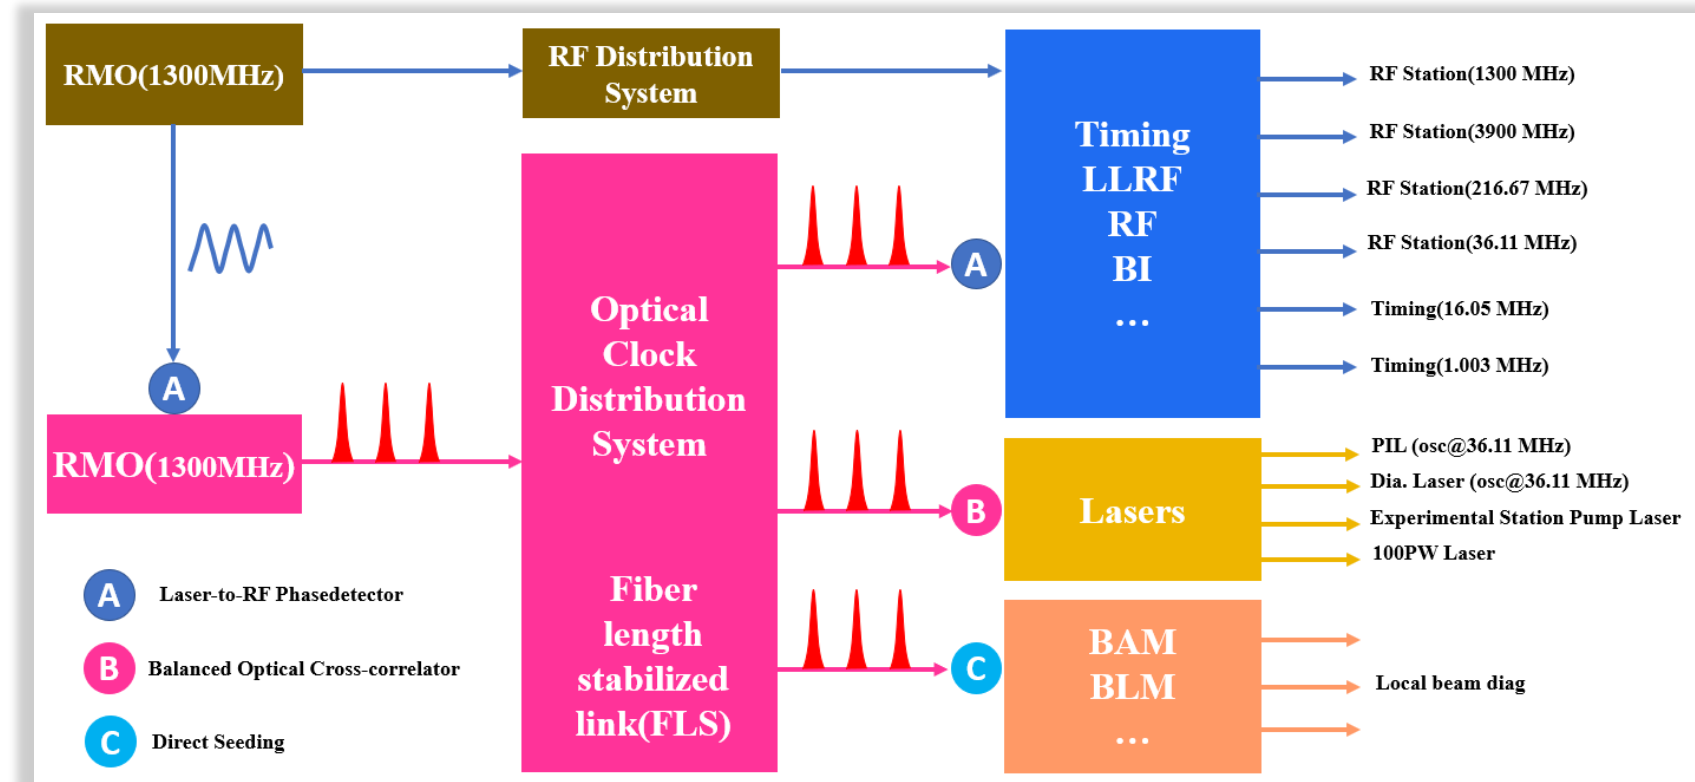 RMO(1300MHz)
RF Distribution
System
Timing
LLRF
RF
BI
...
RF Station(1300 MHz)
RF Station(3900 MHz)
RF Station(216.67 MHz)
RF Station(36.11 MHz)
Timing(16.05 MHz)
Timing(1.003 MHz)
A
A
RMO(1300MHz)
Optical
Clock
Distribution
System
Fiber
length
stabilized
link(FLS)
B
Lasers
PIL (osc@36.11 MHz)
Dia. Laser (osc@36.11 MHz)
Experimental Station Pump Laser
100PW Laser
C
BAM
BLM
...
Local beam diag
A Laser-to-RF Phasedetector
B Balanced Optical Cross-correlator
C Direct Seeding